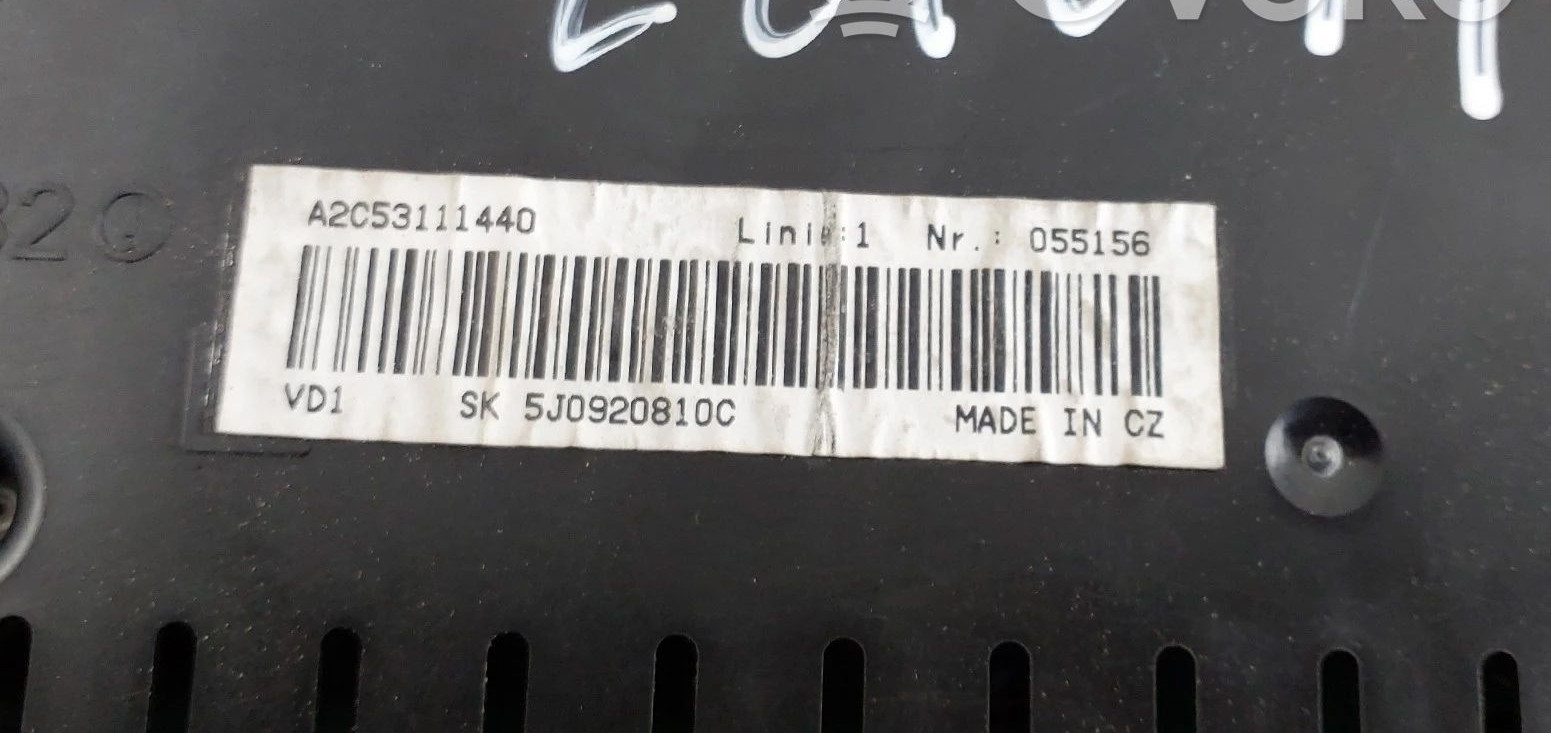 A2C53111440 Linie:1 Nr.: 055156
VD1 SK 5J0920810C MADE IN CZ